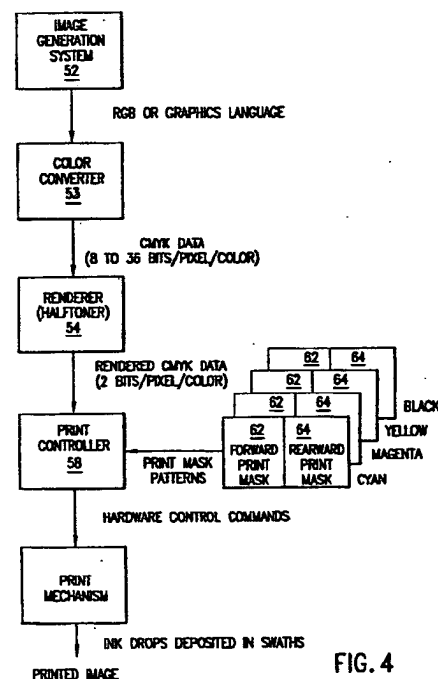 IMAGE
GENERATION
SYSTEM
52
RGB OR GRAPHICS LANGUAGE
COLOR
CONVERTER
53
CMYK DATA
(8 TO 36 BITS/PIXEL/COLOR)
RENDERER
(HALFTONER)
54
RENDERED CMYK DATA
(2 BITS/PIXEL/COLOR)
62 64
BLACK
62 64
YELLOW
62 64
MAGENTA
62 64
FORWARD PRINT MASK
REARWARD PRINT MASK
CYAN
PRINT MASK
PATTERNS
PRINT
CONTROLLER
58
HARDWARE CONTROL COMMANDS
PRINT
MECHANISM
INK DROPS DEPOSITED IN SWATHS
PRINTED IMAGE
FIG. 4